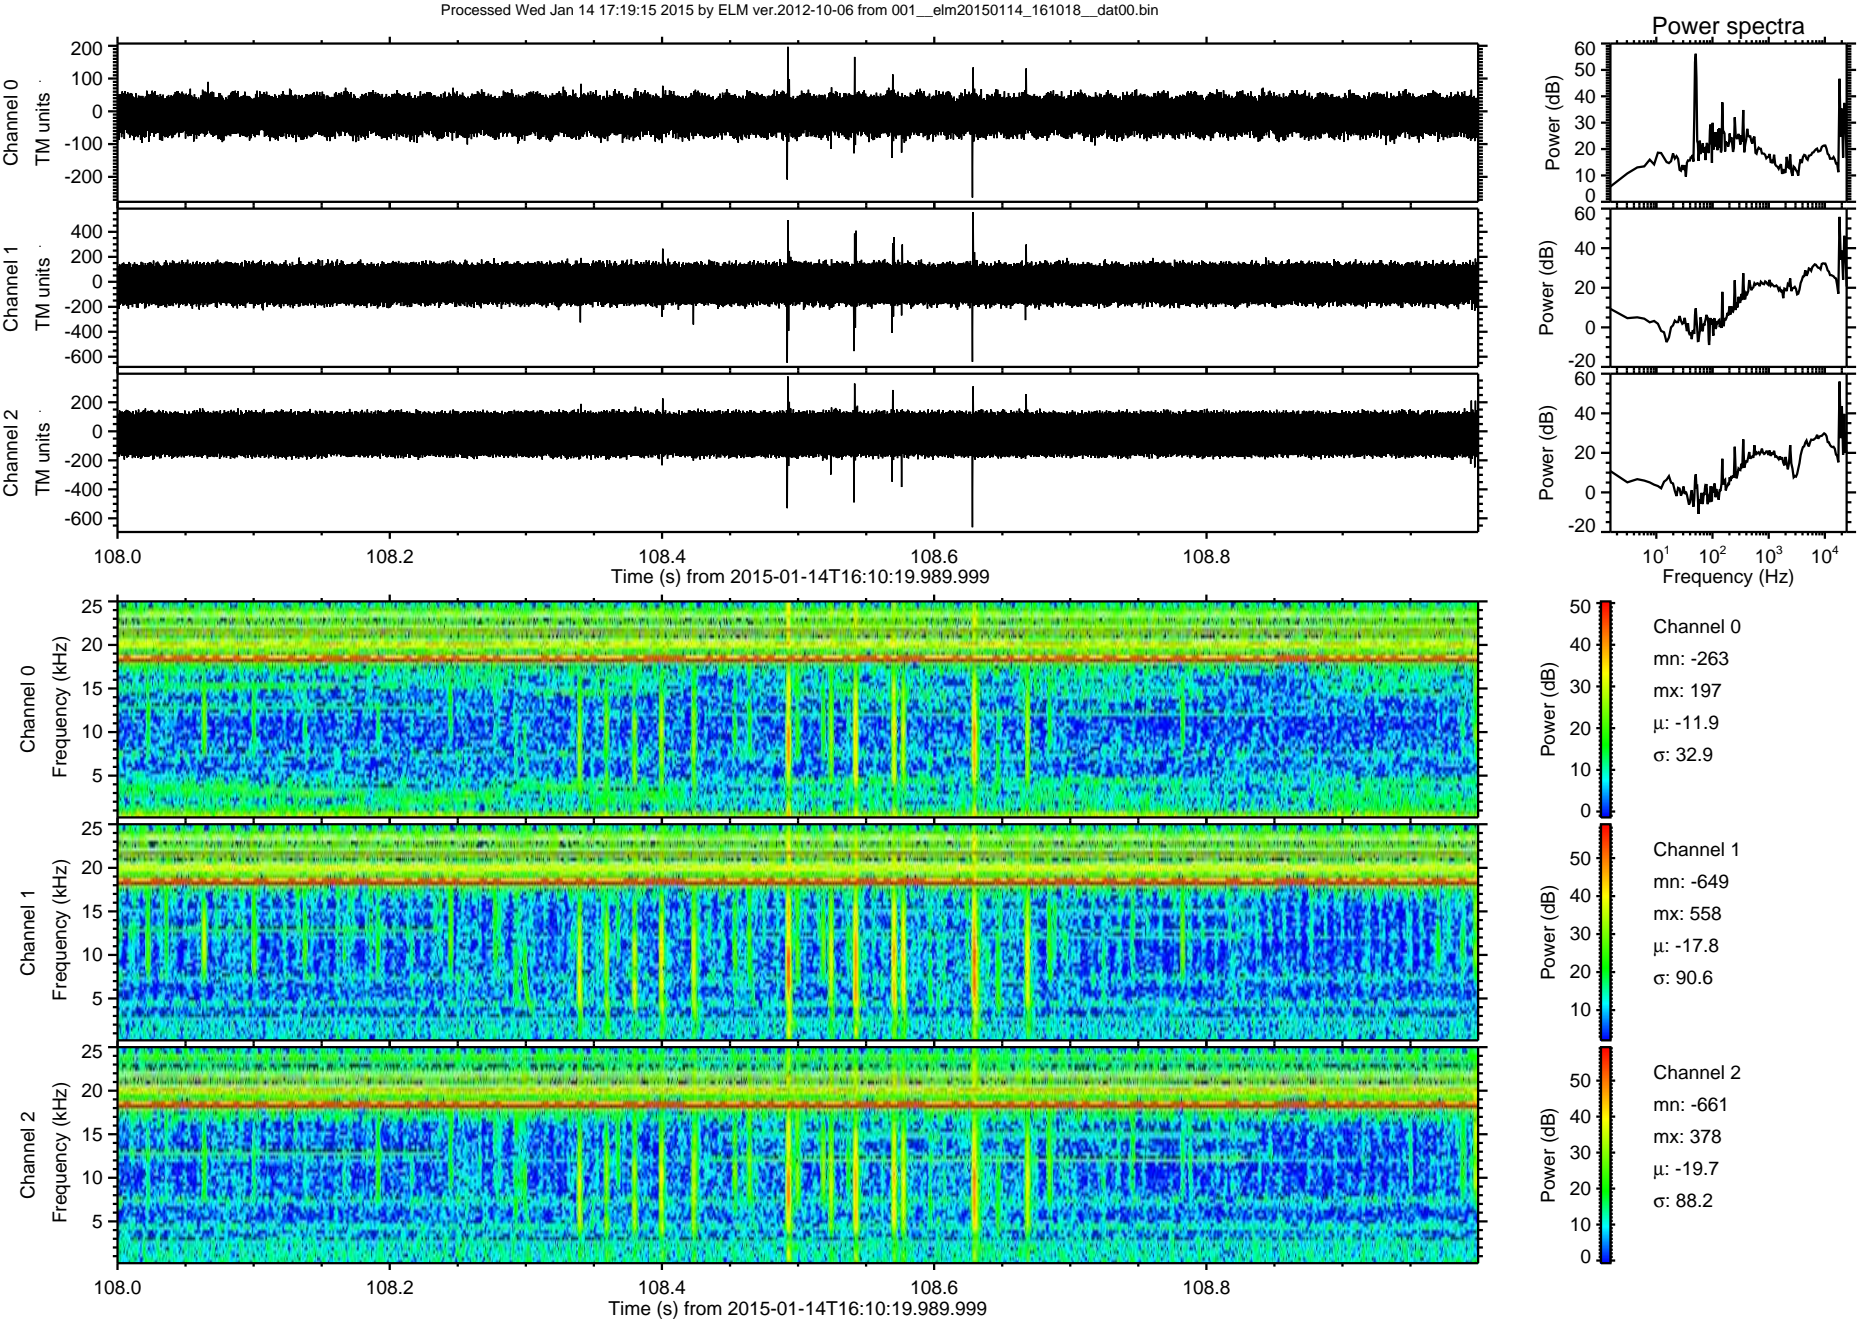 Processed Wed Jan 14 17:19:15 2015 by ELM ver.2012-10-06 from 001__elm20150114_161018__dat00.bin
Power spectra
Channel 0
TM units
200
100
0
-100
-200
Power (dB)
60
50
40
30
20
10
0
Channel 1
TM units
400
200
0
-200
-400
-600
Power (dB)
60
40
20
0
-20
Channel 2
TM units
200
0
-200
-400
-600
Power (dB)
60
40
20
0
-20
108.0 108.2 108.4 108.6 108.8
Time (s) from 2015-01-14T16:10:19.989.999
10¹ 10² 10³ 10⁴
Frequency (Hz)
Channel 0
Frequency (kHz)
25
20
15
10
5
Power (dB)
50
40
30
20
10
0
Channel 0
mn: -263
mx: 197
μ: -11.9
σ: 32.9
Channel 1
Frequency (kHz)
25
20
15
10
5
Power (dB)
50
40
30
20
10
Channel 1
mn: -649
mx: 558
μ: -17.8
σ: 90.6
Channel 2
Frequency (kHz)
25
20
15
10
5
Power (dB)
50
40
30
20
10
0
Channel 2
mn: -661
mx: 378
μ: -19.7
σ: 88.2
108.0 108.2 108.4 108.6 108.8
Time (s) from 2015-01-14T16:10:19.989.999